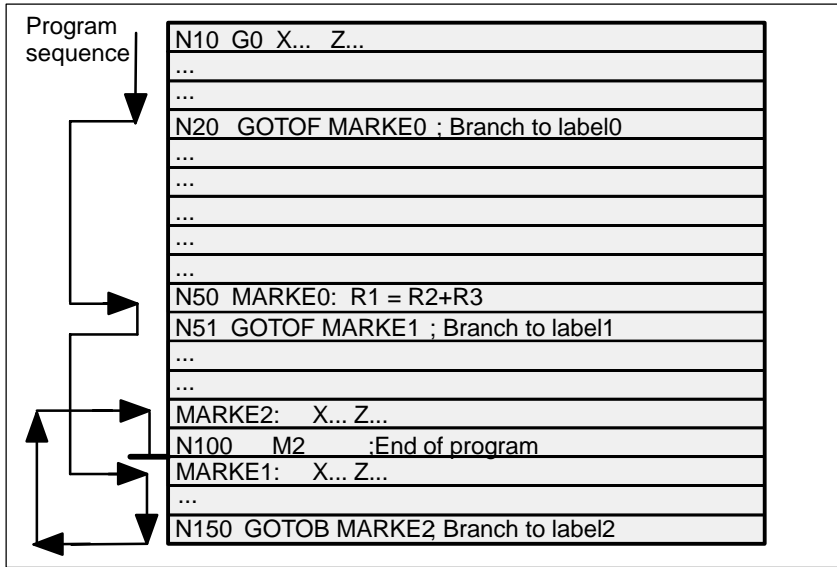 Program
sequence
N10 G0 X... Z...
...
...
N20 GOTOF MARKE0 ; Branch to label0
...
...
...
...
...
N50 MARKE0: R1 = R2+R3
N51 GOTOF MARKE1 ; Branch to label1
...
...
MARKE2: X... Z...
N100 M2 ;End of program
MARKE1: X... Z...
...
N150 GOTOB MARKE2; Branch to label2